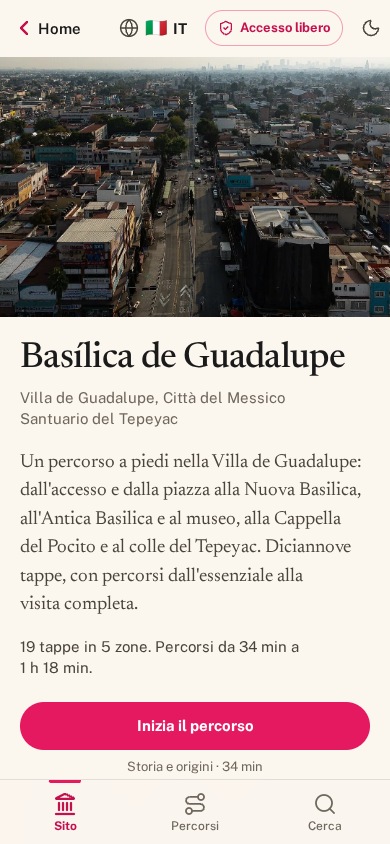 Home
IT
Accesso libero
Basílica de Guadalupe
Villa de Guadalupe, Città del Messico
Santuario del Tepeyac
Un percorso a piedi nella Villa de Guadalupe:
dall'accesso e dalla piazza alla Nuova Basilica,
all'Antica Basilica e al museo, alla Cappella
del Pocito e al colle del Tepeyac. Diciannove
tappe, con percorsi dall'essenziale alla
visita completa.
19 tappe in 5 zone. Percorsi da 34 min a
1 h 18 min.
Inizia il percorso
Storia e origini · 34 min
Sito
Percorsi
Cerca